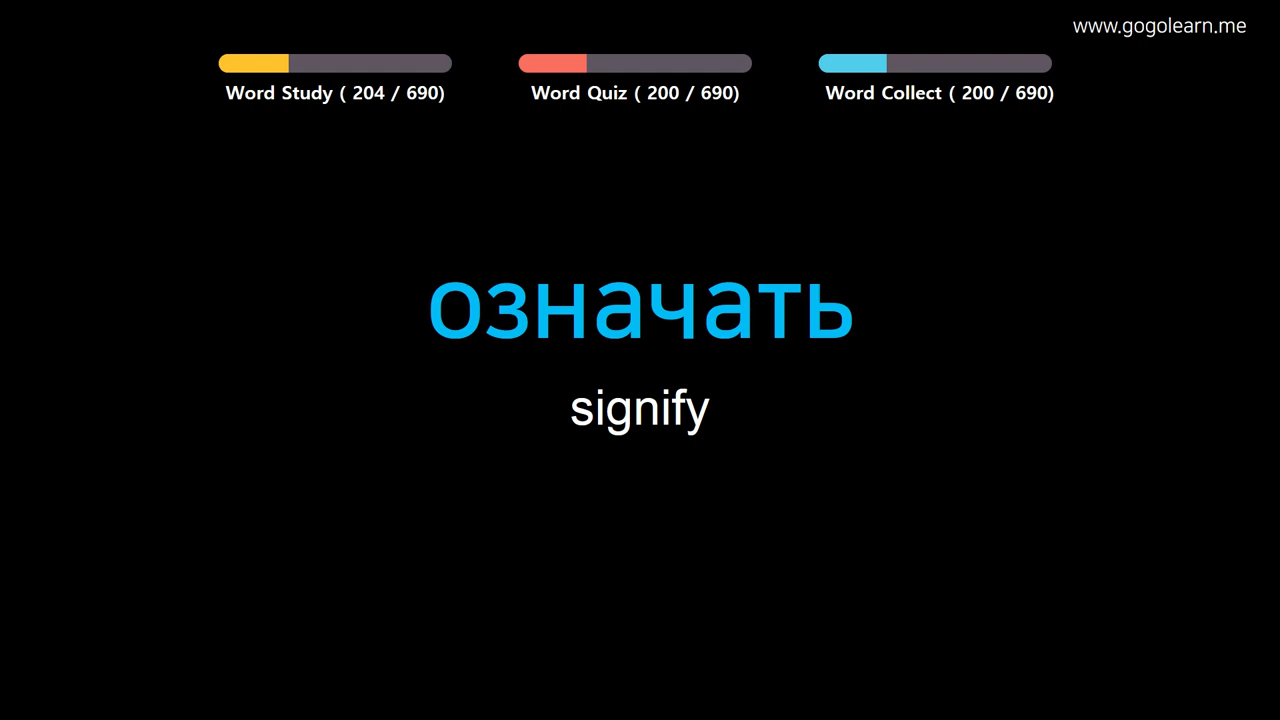 www.gogolearn.me
Word Study ( 204 / 690)
Word Quiz ( 200 / 690)
Word Collect ( 200 / 690)
означать
signify